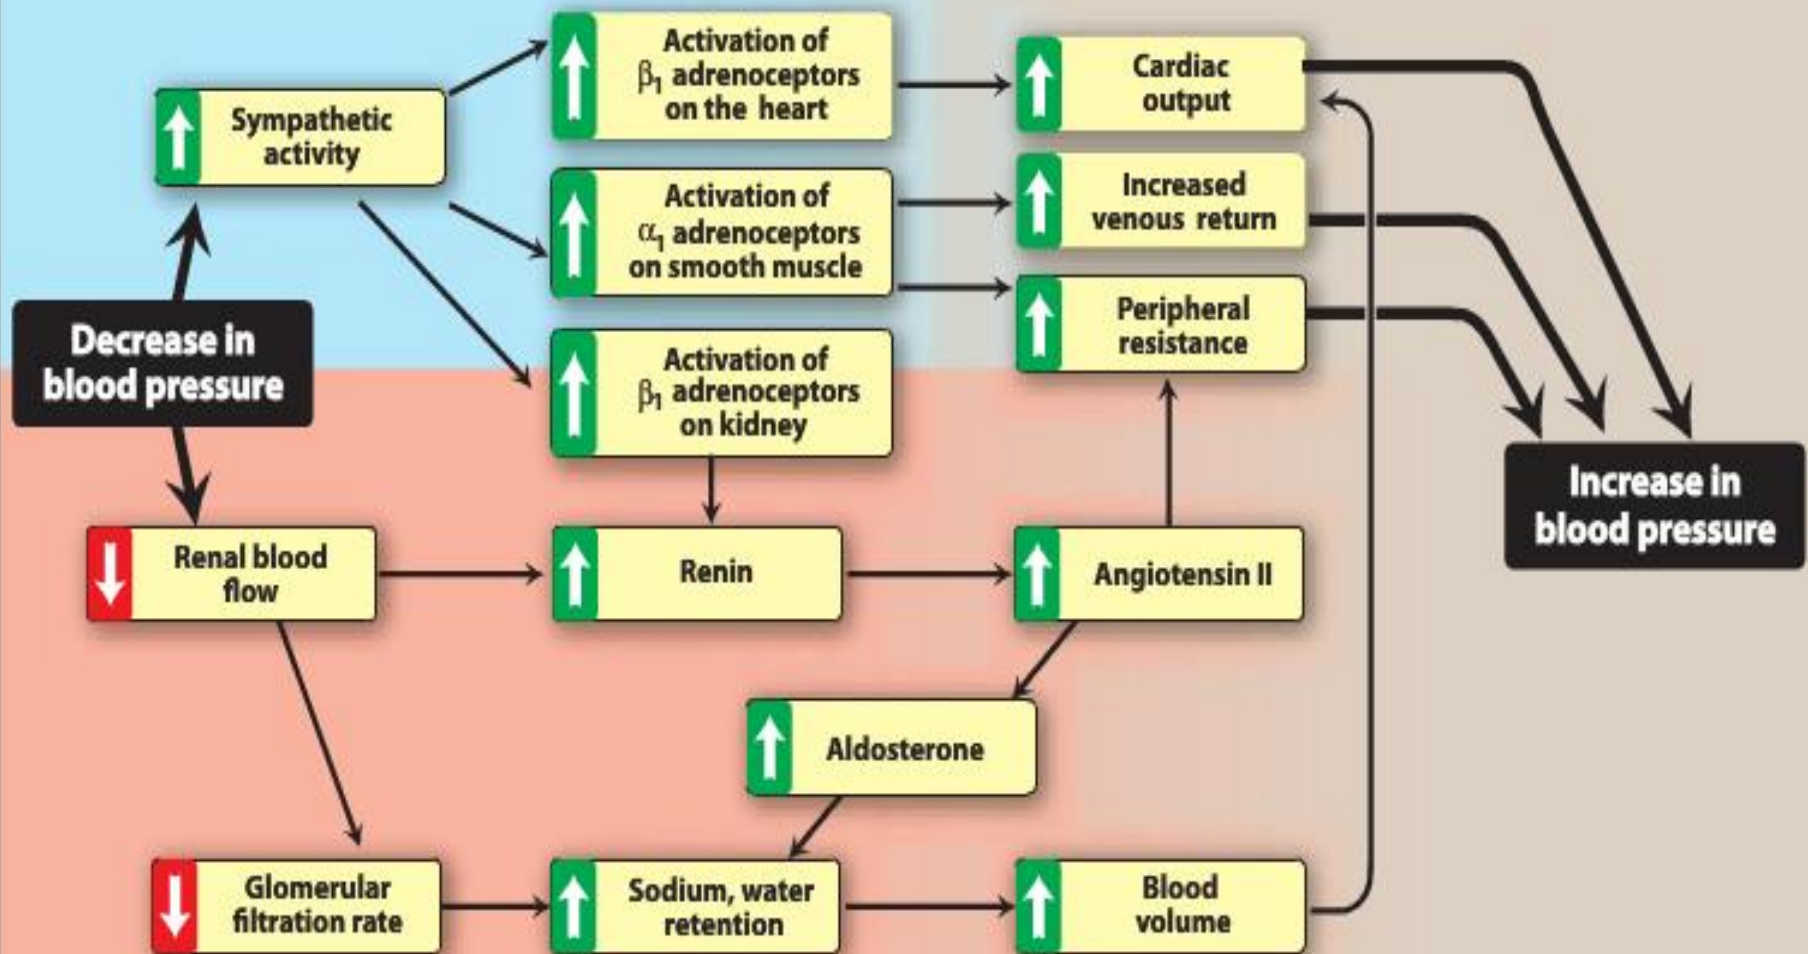 Activation of
β1 adrenoceptors
on the heart
Cardiac
output
Sympathetic
activity
Activation of
α1 adrenoceptors
on smooth muscle
Increased
venous return
Peripheral
resistance
Decrease in
blood pressure
Activation of
β1 adrenoceptors
on kidney
Increase in
blood pressure
Renal blood
flow
Renin
Angiotensin II
Aldosterone
Glomerular
filtration rate
Sodium, water
retention
Blood
volume